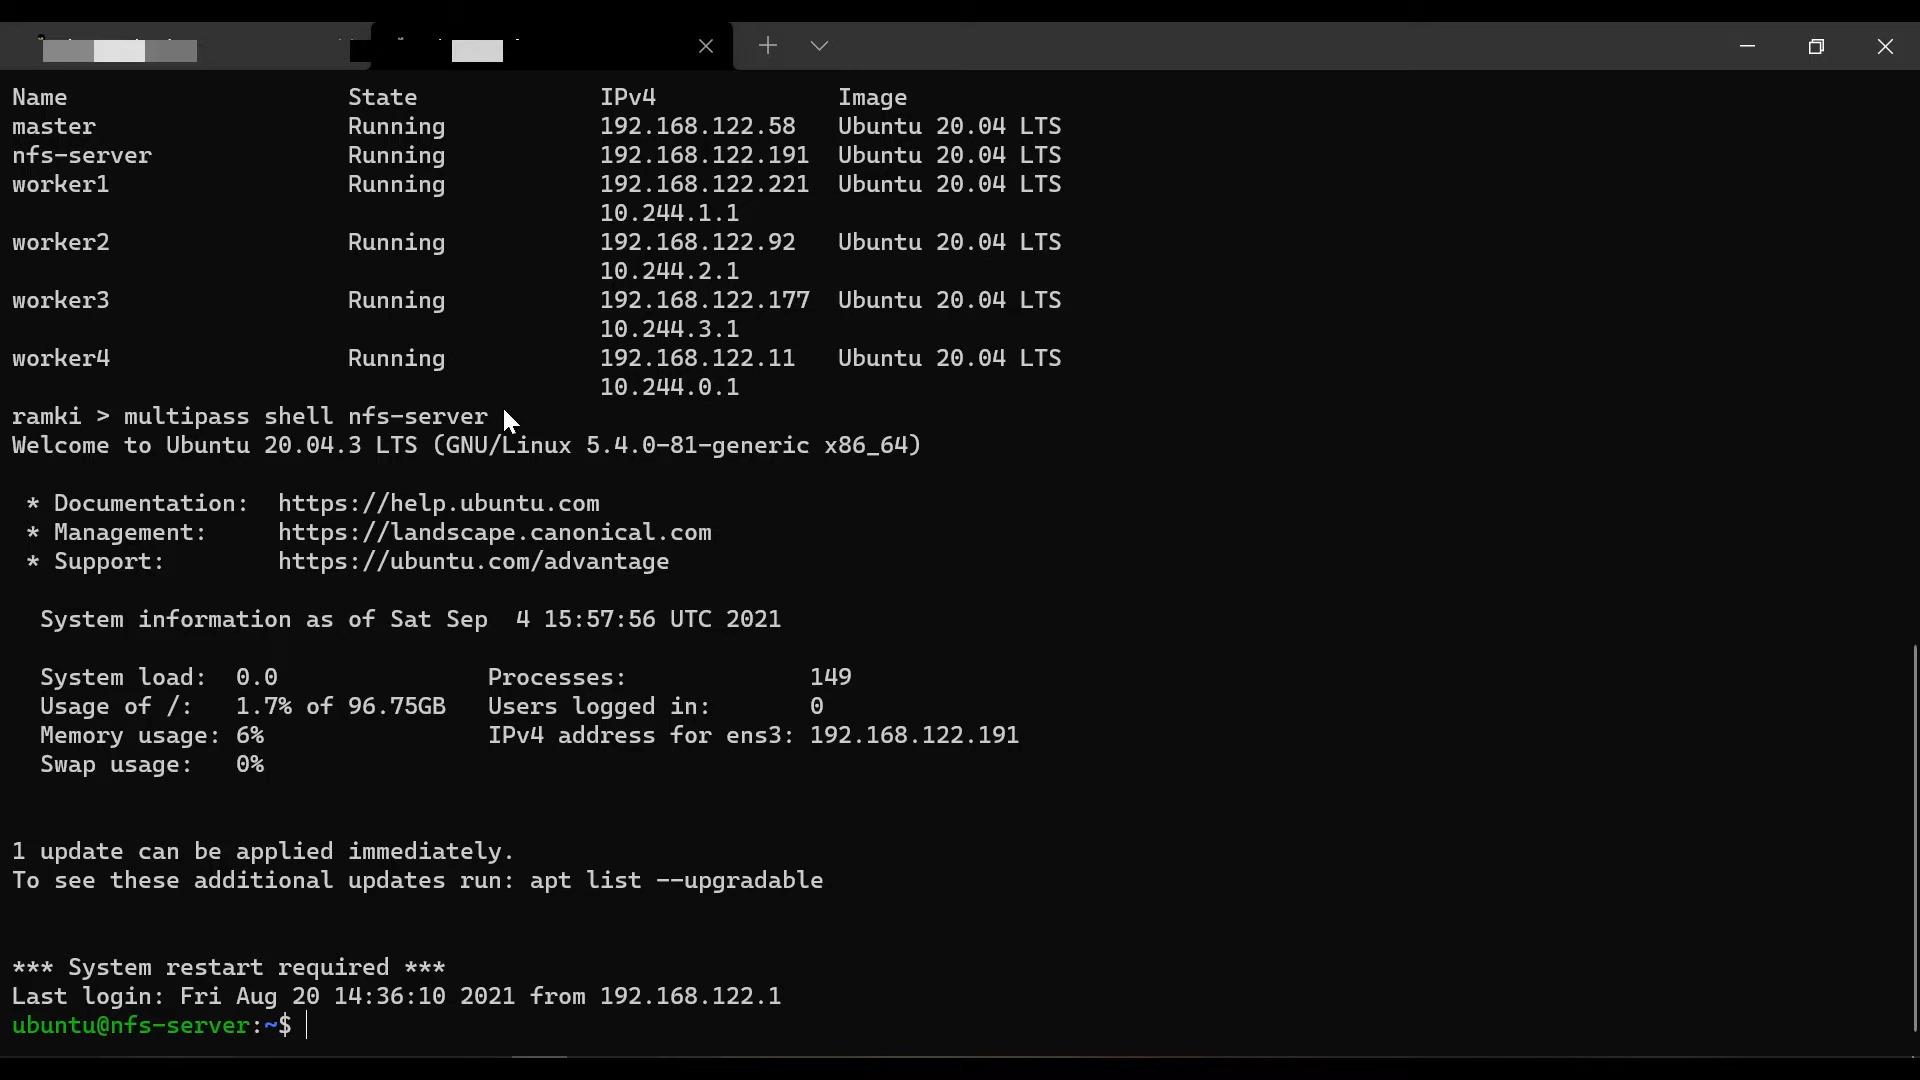 Name State IPv4 Image
master Running 192.168.122.58 Ubuntu 20.04 LTS
nfs-server Running 192.168.122.191 Ubuntu 20.04 LTS
worker1 Running 192.168.122.221 Ubuntu 20.04 LTS
10.244.1.1
worker2 Running 192.168.122.92 Ubuntu 20.04 LTS
10.244.2.1
worker3 Running 192.168.122.177 Ubuntu 20.04 LTS
10.244.3.1
worker4 Running 192.168.122.11 Ubuntu 20.04 LTS
10.244.0.1
ramki > multipass shell nfs-server
Welcome to Ubuntu 20.04.3 LTS (GNU/Linux 5.4.0-81-generic x86_64)
* Documentation: https://help.ubuntu.com
* Management: https://landscape.canonical.com
* Support: https://ubuntu.com/advantage
System information as of Sat Sep 4 15:57:56 UTC 2021
System load: 0.0 Processes: 149
Usage of /: 1.7% of 96.75GB Users logged in: 0
Memory usage: 6% IPv4 address for ens3: 192.168.122.191
Swap usage: 0%
1 update can be applied immediately.
To see these additional updates run: apt list --upgradable
*** System restart required ***
Last login: Fri Aug 20 14:36:10 2021 from 192.168.122.1
ubuntu@nfs-server:~$